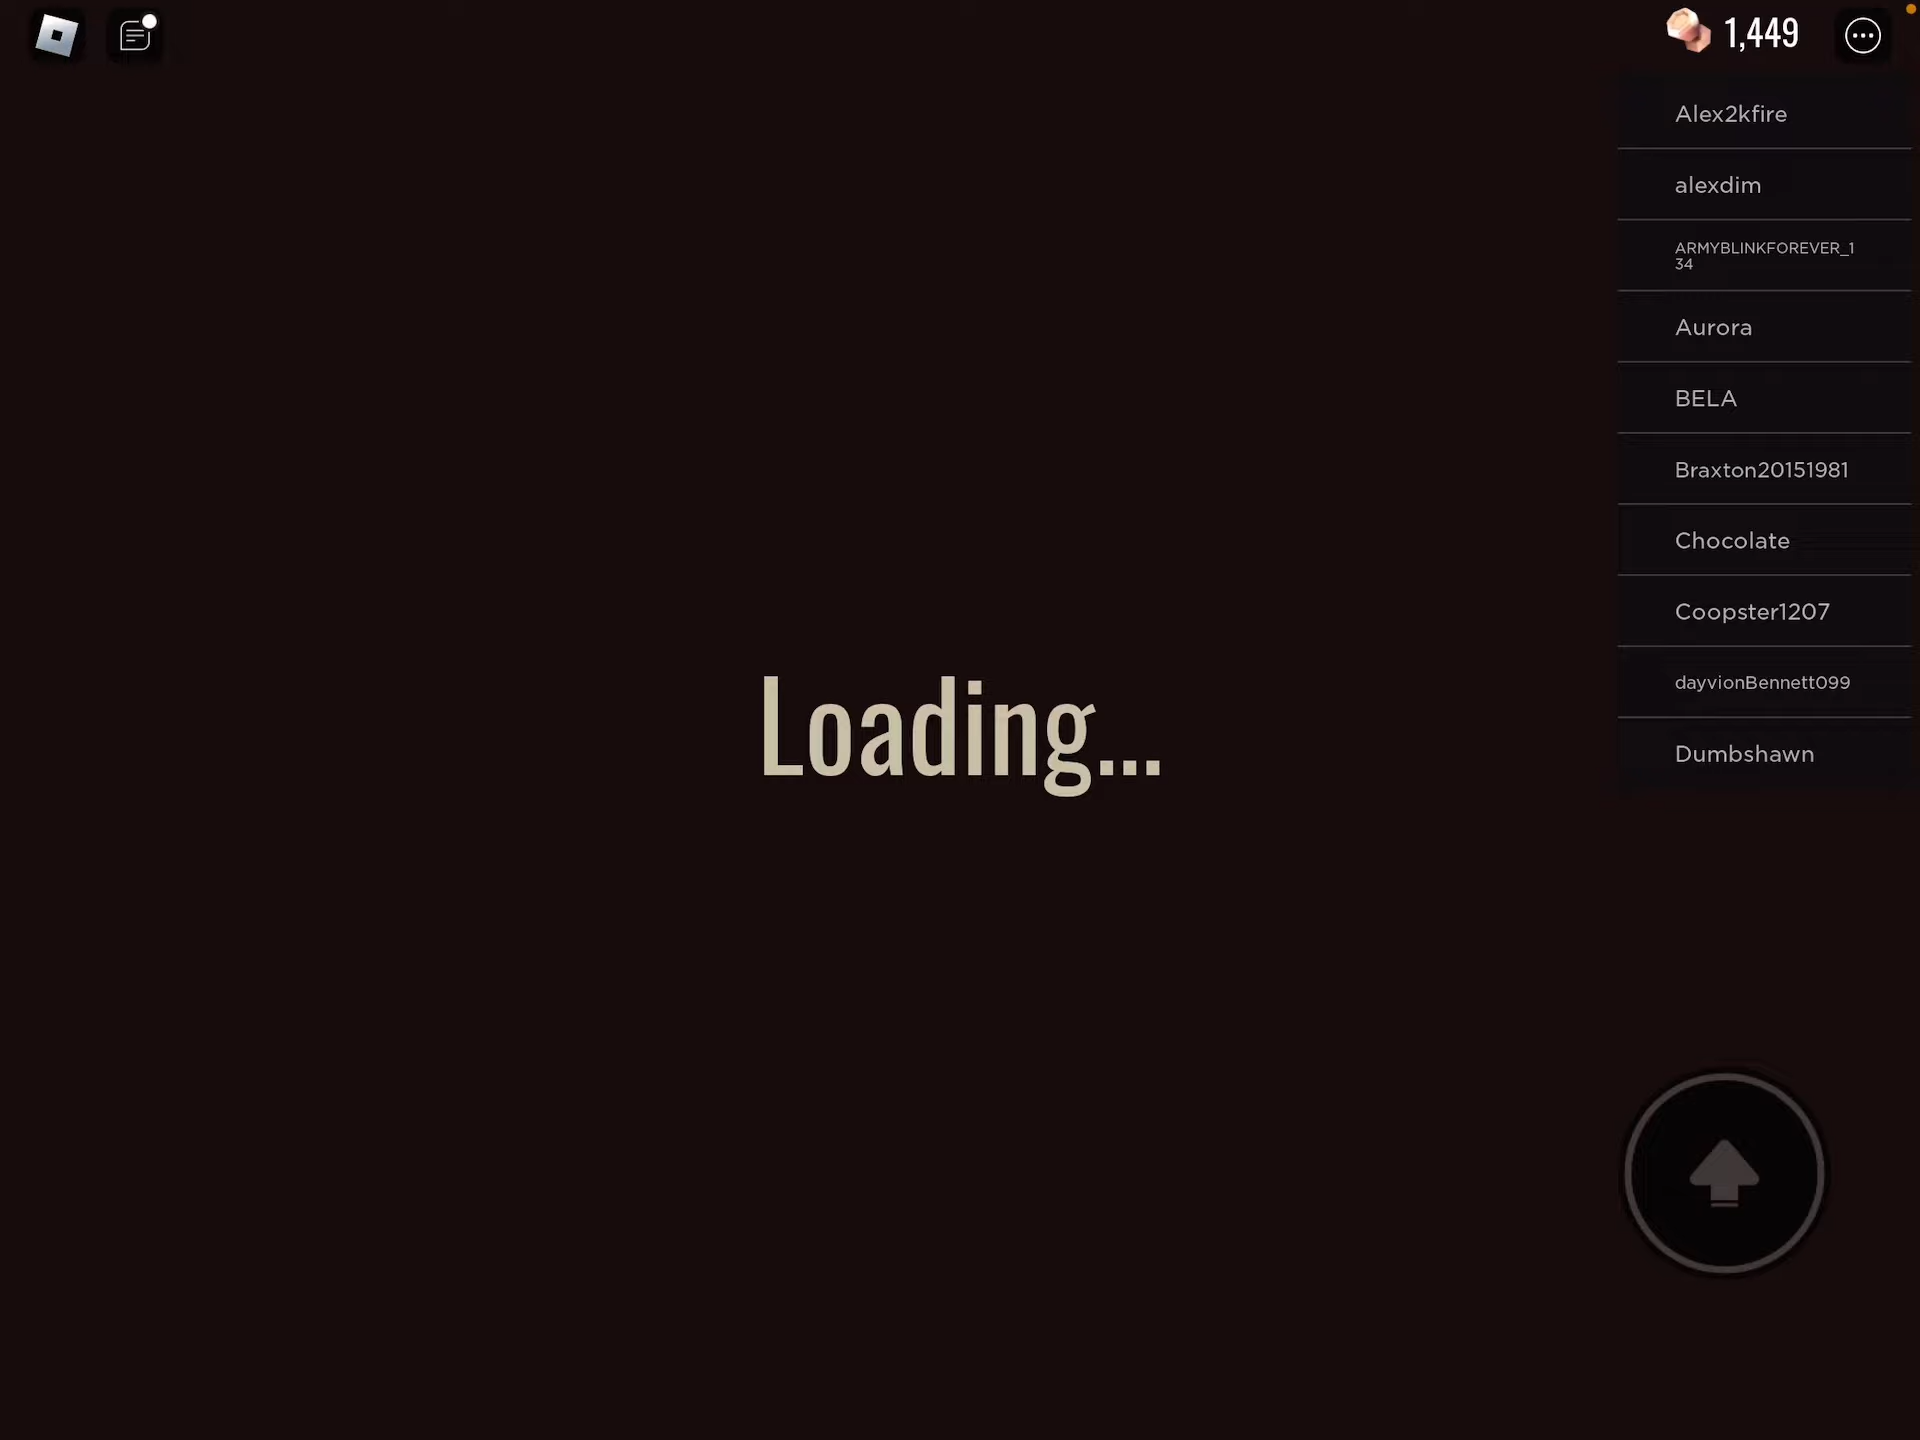 1,449
Alex2kfire
alexdim
ARMYBLINKFOREVER_1
34
Aurora
BELA
Braxton20151981
Chocolate
Coopster1207
dayvionBennett099
Dumbshawn
Loading...